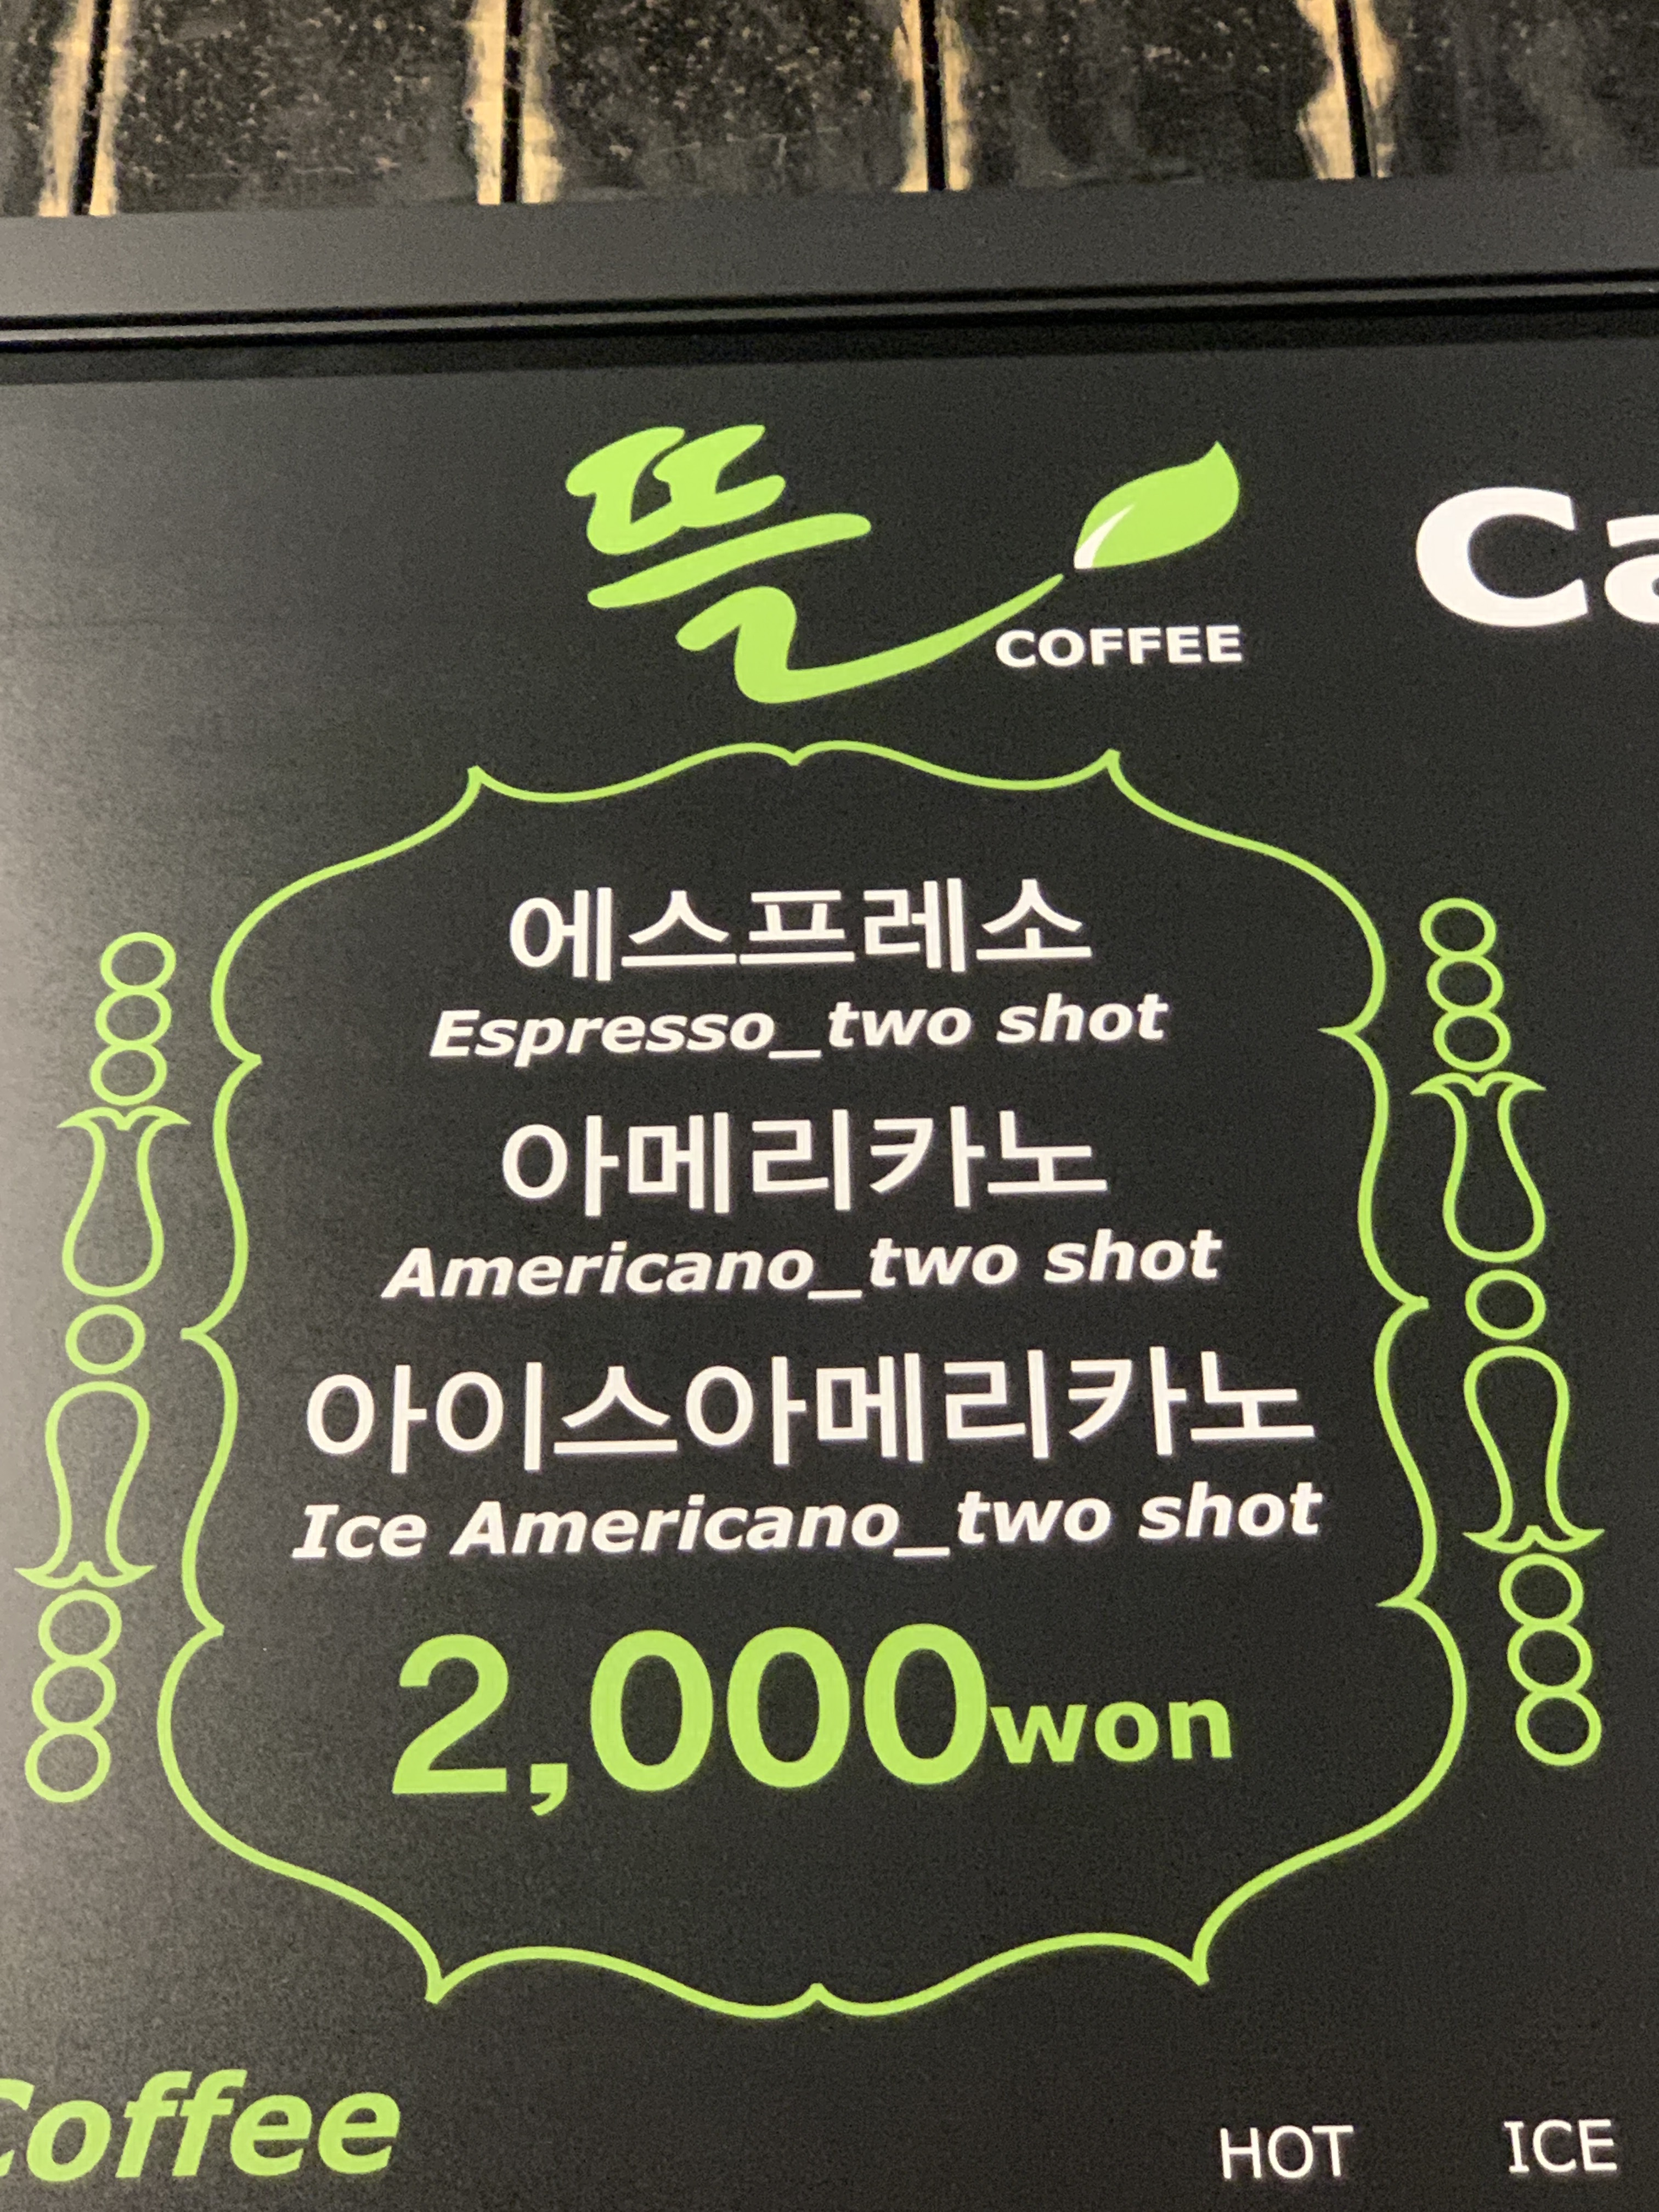 뜰
COFFEE
Ca
에스프레소
Espresso_two shot
아메리카노
Americano_two shot
아이스아메리카노
Ice Americano_two shot
2,000won
Coffee
HOT ICE